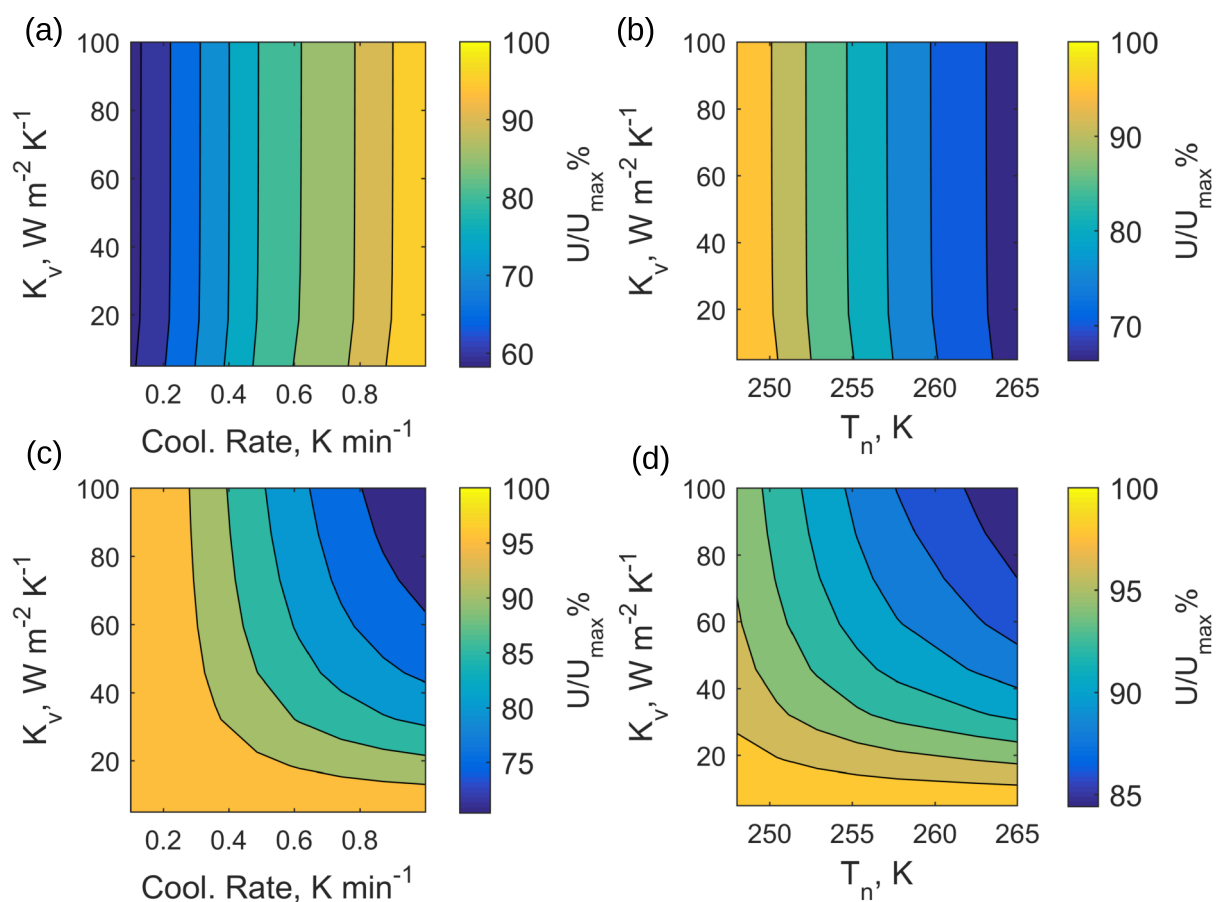 (a)
100
80
60
40
20
K_v, W m^-2 K^-1
0.2 0.4 0.6 0.8
Cool. Rate, K min^-1
100
90
80
70
60
U/U_max %
(b)
100
80
60
40
20
K_v, W m^-2 K^-1
250 255 260 265
T_n, K
100
90
80
70
U/U_max %
(c)
100
80
60
40
20
K_v, W m^-2 K^-1
0.2 0.4 0.6 0.8
Cool. Rate, K min^-1
100
95
90
85
80
75
U/U_max %
(d)
100
80
60
40
20
K_v, W m^-2 K^-1
250 255 260 265
T_n, K
100
95
90
85
U/U_max %